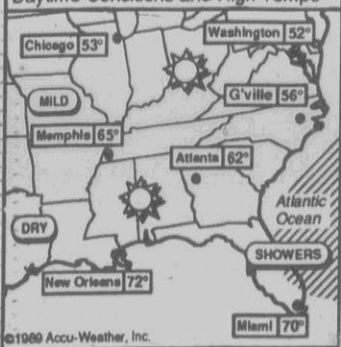 Daytime Conditions and High Temps
Chicago 53°
Washington 52°
MILD
G'ville 56°
Memphis 65°
Atlanta 62°
Atlantic
Ocean
DRY
SHOWERS
New Orleans 72°
Miami 70°
©1989 Accu-Weather, Inc.